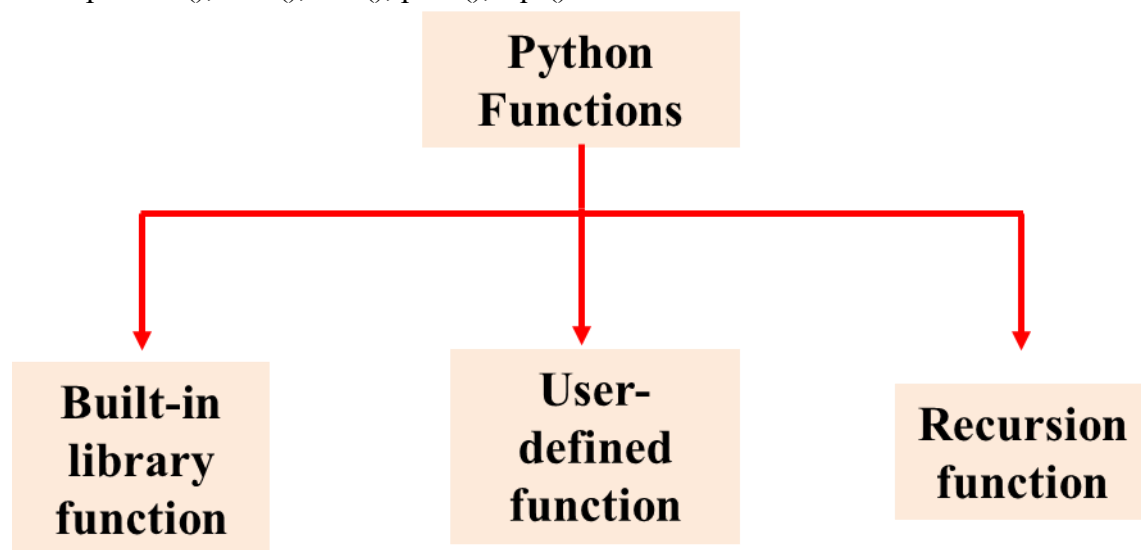 Python
Functions
Built-in
library
function
User-
defined
function
Recursion
function